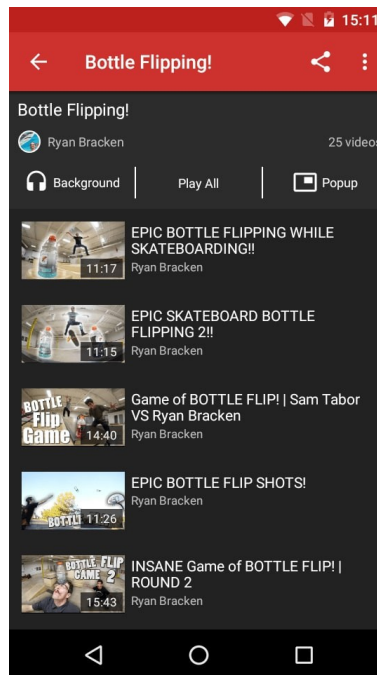 15:11
Bottle Flipping!
Bottle Flipping!
Ryan Bracken
25 videos
Background
Play All
Popup
EPIC BOTTLE FLIPPING WHILE
SKATEBOARDING!!
11:17
Ryan Bracken
EPIC SKATEBOARD BOTTLE
FLIPPING 2!!
11:15
Ryan Bracken
BOTTLE
Flip
Game
14:40
Game of BOTTLE FLIP! | Sam Tabor
VS Ryan Bracken
Ryan Bracken
BOTTL
11:26
EPIC BOTTLE FLIP SHOTS!
Ryan Bracken
BOTTLE FLIP
GAME 2
15:43
INSANE Game of BOTTLE FLIP! |
ROUND 2
Ryan Bracken